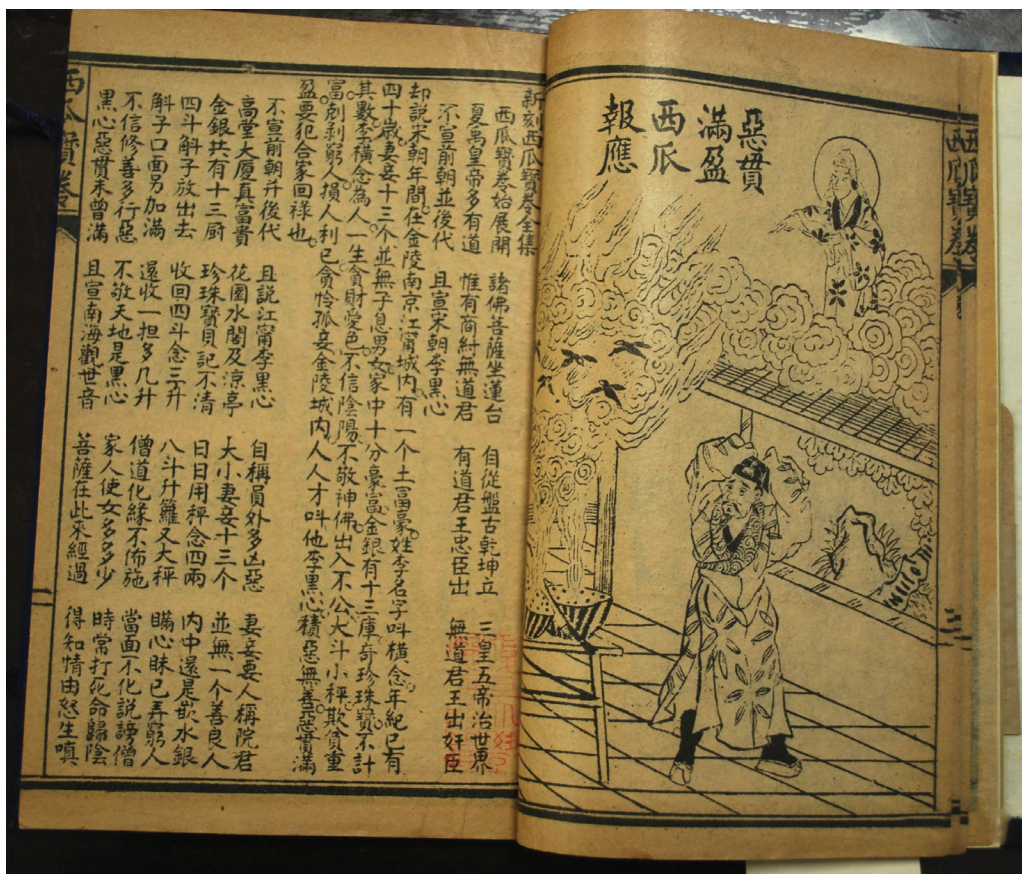 惡貫
滿盈
西瓜
報應
西瓜寶卷
新刻西瓜寶卷全集
西瓜寶卷始展開 諸佛菩薩坐蓮台 自從盤古乾坤立 三皇五帝治世界
夏禹皇帝多有道 惟有商紂無道君 有道君王忠臣出 無道君王出奸臣
不宣前朝並後代 且宣宋朝李黑心
却說宋朝年間在金陵南京江甯城內有一个土富豪。姓李名字呌橫念。年紀已有
四十歲。妻妾十三个。並無子息男女。家中十分豪富。金銀有十三庫。奇珍珠寶。不計
其數。李橫念為人。一生貪財愛色。不信陰陽。不敬神佛。出入不公。大斗小秤。欺貧重
富。刻剥窮人。損人利己。貪怜孤妾。金陵城內。人人才呌他李黑心。積惡無善。惡貫滿
盈。要犯合家回祿也。
不宣前朝并後代 且說江甯李黑心 自稱員外多凶惡 妻妾要人稱院君
高堂大厦真富貴 花園水閣及涼亭 大小妻妾十三个 並無一个善良人
金銀共有十三厨 珍珠寶貝記不清 日日用秤念四兩 內中還是嵌水銀
四斗斛子放出去 收回四斗念三升 八斗斗籮又大秤 瞞心昧已弄窮人
斛子口面另加滿 還收一担多几升 僧道化緣不佈施 當面不化説謗僧
不信修善多行惡 不敬天地是黑心 家人使女多多少 時常打死命歸陰
黑心惡貫未曾滿 且宣南海觀世音 菩薩在此來經過 得知情由怒生嗔
西瓜寶卷
二